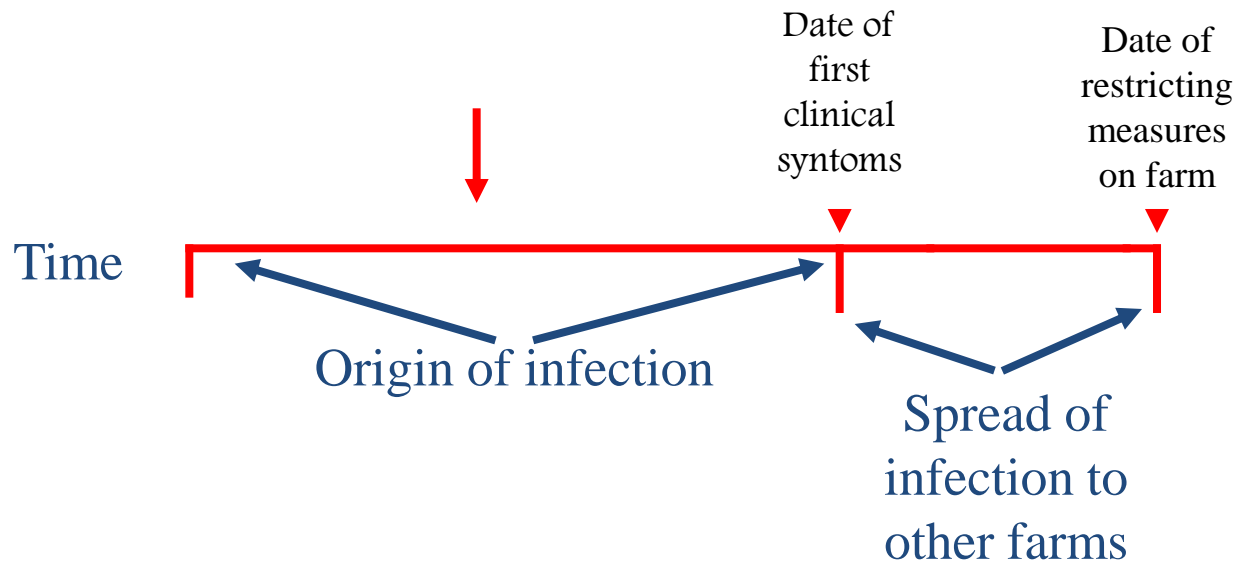 Date of
first
clinical
syntoms
Date of
restricting
measures
on farm
Time
Origin of infection
Spread of
infection to
other farms